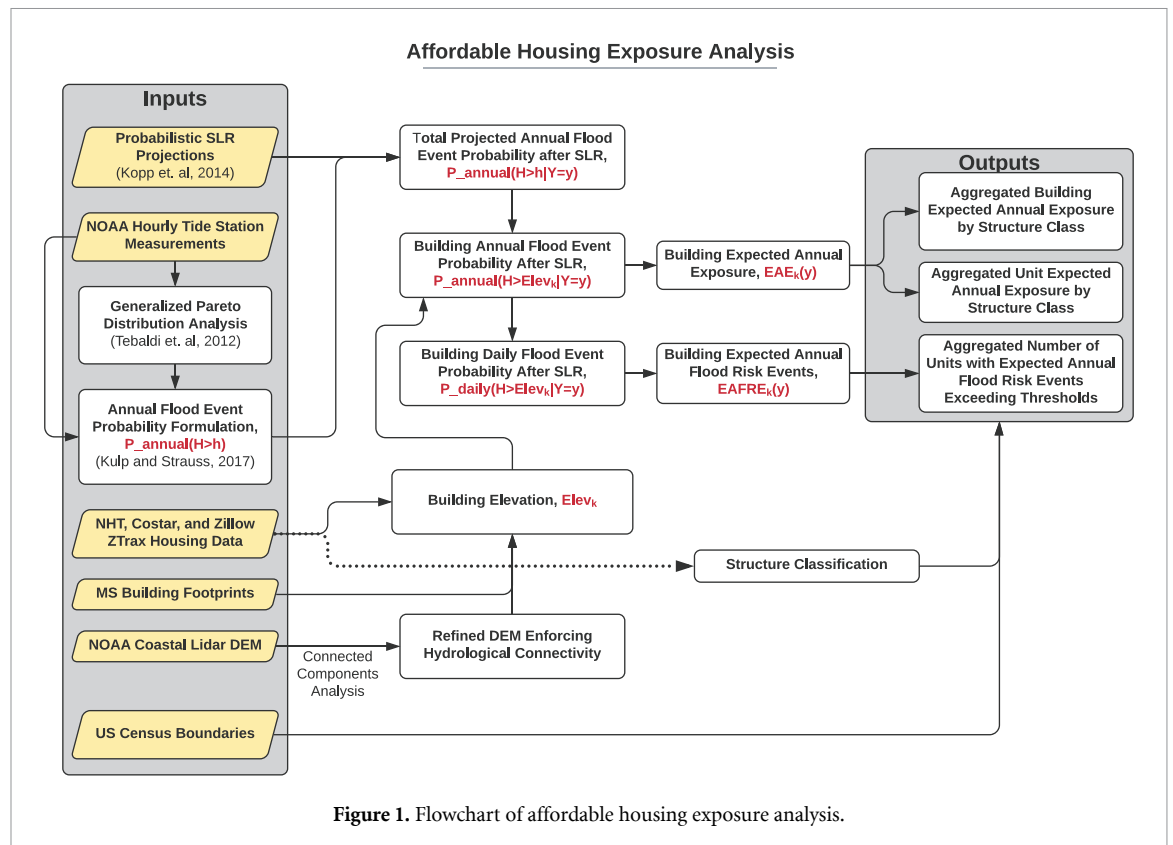 Affordable Housing Exposure Analysis
Inputs
Probabilistic SLR
Projections
(Kopp et. al, 2014)
NOAA Hourly Tide Station
Measurements
Generalized Pareto
Distribution Analysis
(Tebaldi et. al, 2012)
Annual Flood Event
Probability Formulation,
P_annual(H>h)
(Kulp and Strauss, 2017)
NHT, Costar, and Zillow
ZTrax Housing Data
MS Building Footprints
NOAA Coastal Lidar DEM
US Census Boundaries
Connected
Components
Analysis
Total Projected Annual Flood
Event Probability after SLR,
P_annual(H>h|Y=y)
Building Annual Flood Event
Probability After SLR,
P_annual(H>Elevₖ|Y=y)
Building Daily Flood Event
Probability After SLR,
P_daily(H>Elevₖ|Y=y)
Building Elevation, Elevₖ
Refined DEM Enforcing
Hydrological Connectivity
Building Expected Annual
Exposure, EAEₖ(y)
Building Expected Annual
Flood Risk Events,
EAFREₖ(y)
Structure Classification
Outputs
Aggregated Building
Expected Annual Exposure
by Structure Class
Aggregated Unit Expected
Annual Exposure by
Structure Class
Aggregated Number of
Units with Expected Annual
Flood Risk Events
Exceeding Thresholds
Figure 1. Flowchart of affordable housing exposure analysis.